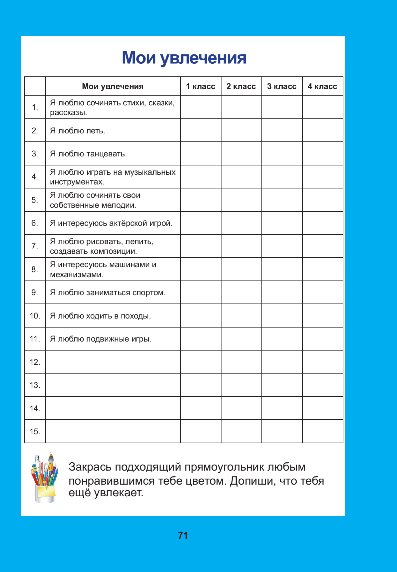 Мои увлечения
Мои увлечения 1 класс 2 класс 3 класс 4 класс
1. Я люблю сочинять стихи, сказки,
рассказы.
2. Я люблю петь.
3. Я люблю танцевать.
4. Я люблю играть на музыкальных
инструментах.
5. Я люблю сочинять свои
собственные мелодии.
6. Я интересуюсь актёрской игрой.
7. Я люблю рисовать, лепить,
создавать композиции.
8. Я интересуюсь машинами и
механизмами.
9. Я люблю заниматься спортом.
10. Я люблю ходить в походы.
11. Я люблю подвижные игры.
12.
13.
14.
15.
Закрась подходящий прямоугольник любым
понравившимся тебе цветом. Допиши, что тебя
ещё увлекает.
71